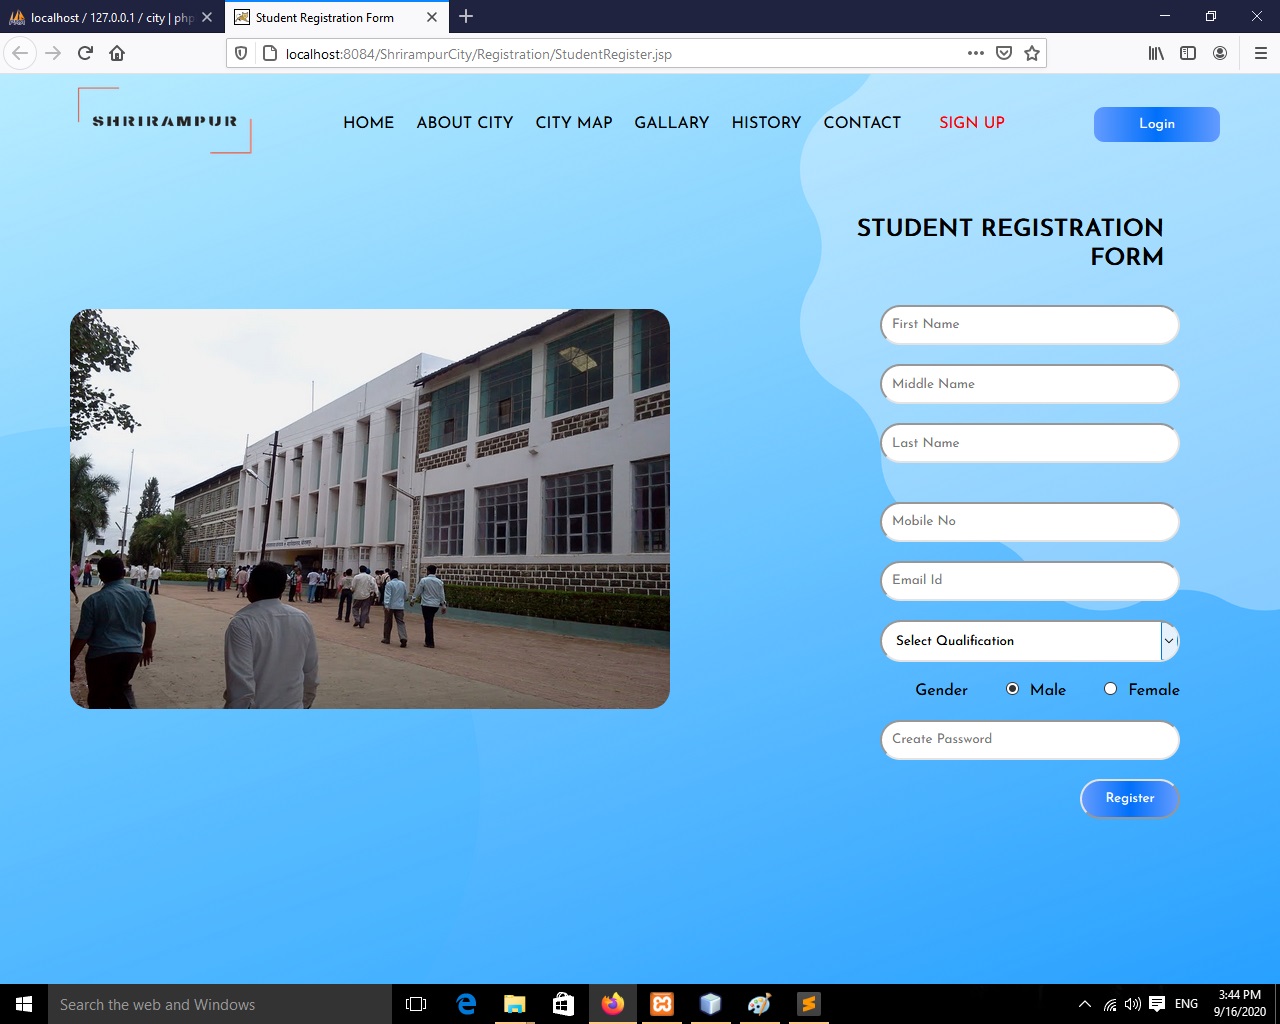 localhost / 127.0.0.1 / city | php
Student Registration Form
localhost:8084/ShrirampurCity/Registration/StudentRegister.jsp
SHRIRAMPUR
HOME
ABOUT CITY
CITY MAP
GALLARY
HISTORY
CONTACT
SIGN UP
Login
STUDENT REGISTRATION
FORM
First Name
Middle Name
Last Name
Mobile No
Email Id
Select Qualification
Gender Male Female
Create Password
Register
Search the web and Windows
ENG
3:44 PM
9/16/2020